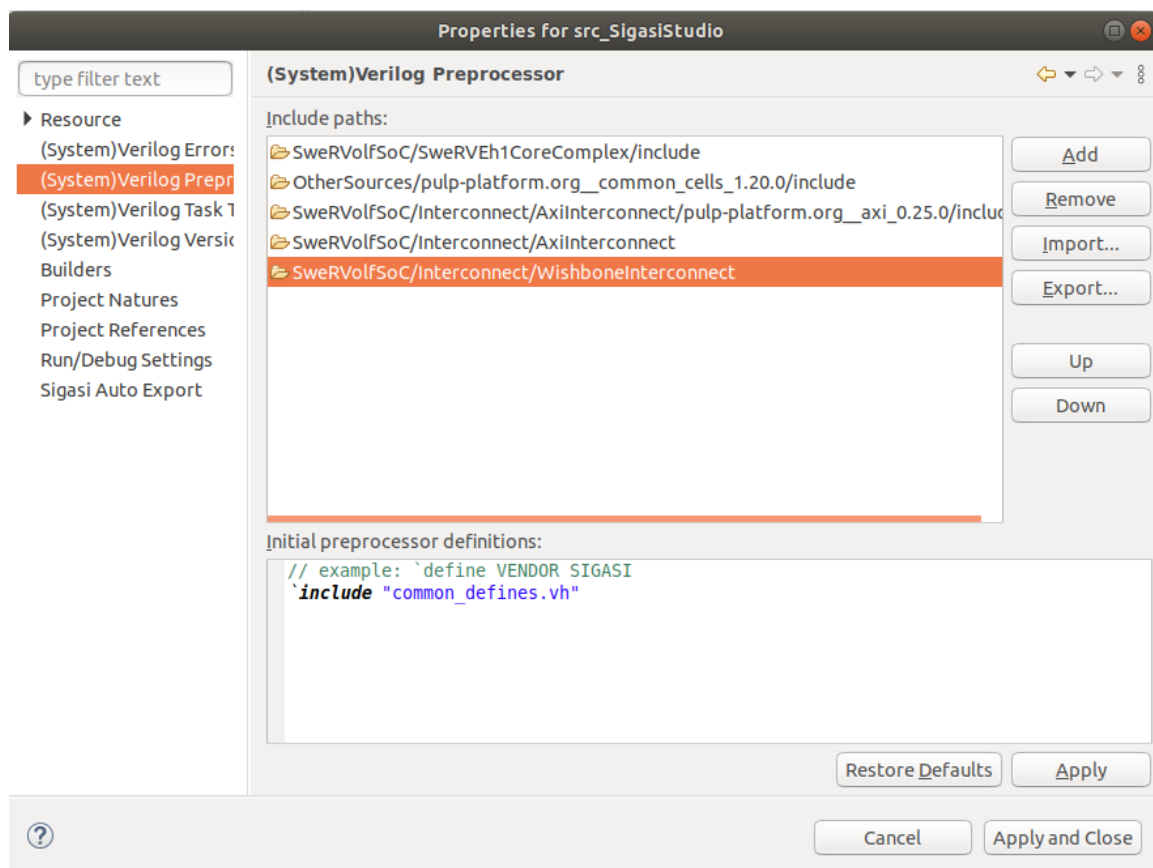 Properties for src_SigasiStudio
type filter text
Resource
(System)Verilog Errors
(System)Verilog Prepr
(System)Verilog Task T
(System)Verilog Versio
Builders
Project Natures
Project References
Run/Debug Settings
Sigasi Auto Export
(System)Verilog Preprocessor
Include paths:
SweRVolfSoC/SweRVEh1CoreComplex/include
OtherSources/pulp-platform.org__common_cells_1.20.0/include
SweRVolfSoC/Interconnect/AxiInterconnect/pulp-platform.org__axi_0.25.0/includ
SweRVolfSoC/Interconnect/AxiInterconnect
SweRVolfSoC/Interconnect/WishboneInterconnect
Add
Remove
Import...
Export...
Up
Down
Initial preprocessor definitions:
// example: `define VENDOR SIGASI
`include "common_defines.vh"
Restore Defaults
Apply
?
Cancel
Apply and Close